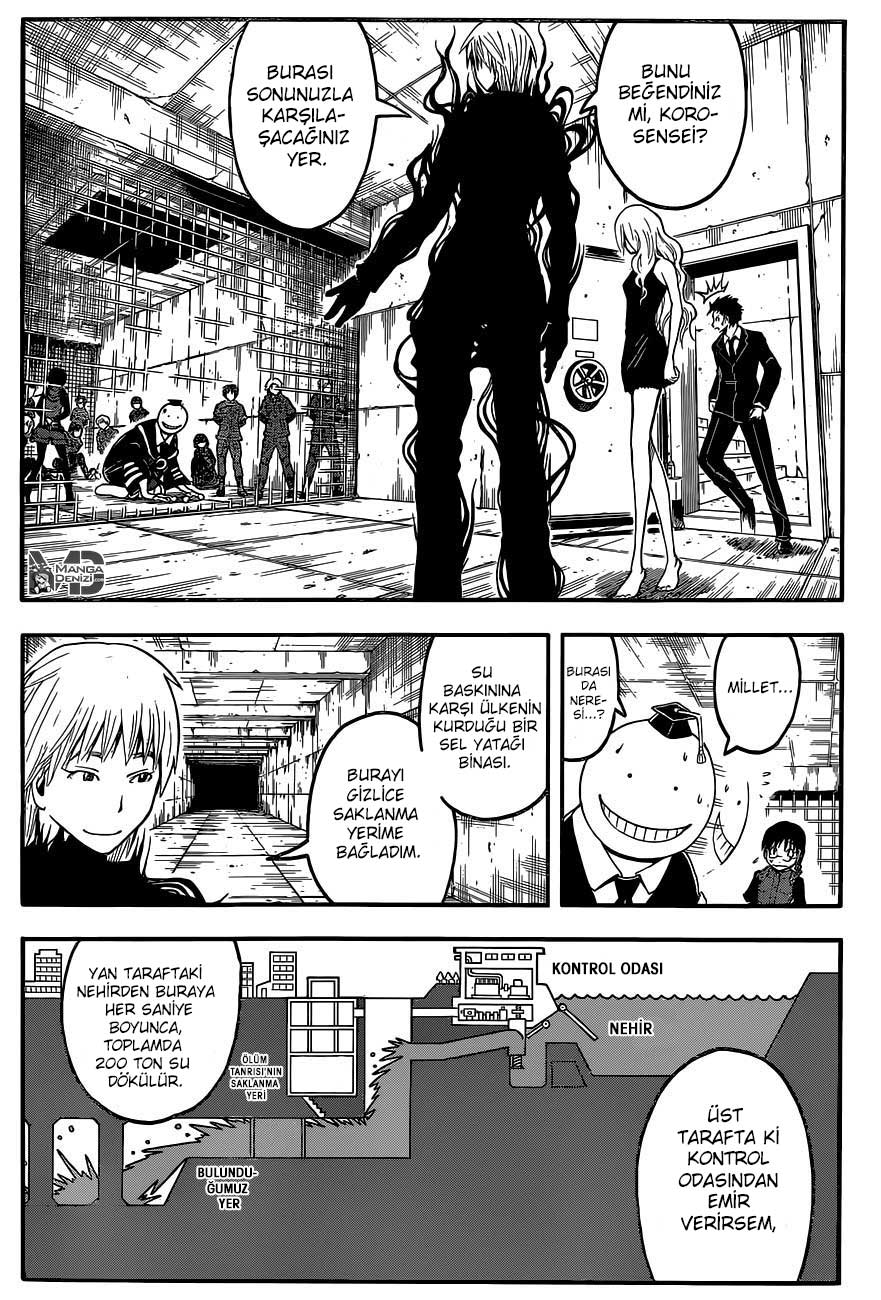 BUNU
BEĞENDİNİZ
Mİ, KORO-
SENSEI?
BURASI
SONUNUZLA
KARŞILA-
ŞACAĞINIZ
YER.
MANGA
DENİZİ
MİLLET...
BURASI
DA
NERE-
Sİ...?
SU
BASKININA
KARŞI ÜLKENİN
KURDUĞU BİR
SEL YATAĞI
BİNASI.
BURAYI
GİZLİCE
SAKLANMA
YERİME
BAĞLADIM.
KONTROL ODASI
NEHİR
ÜST
TARAFTA Kİ
KONTROL
ODASINDAN
EMİR
VERİRSEM,
YAN TARAFTAKİ
NEHİRDEN BURAYA
HER SANİYE
BOYUNCA,
TOPLAMDA
200 TON SU
DÖKÜLÜR.
ÖLÜM
TANRISI'NIN
SAKLANMA
YERİ
BULUNDU-
ĞUMUZ
YER